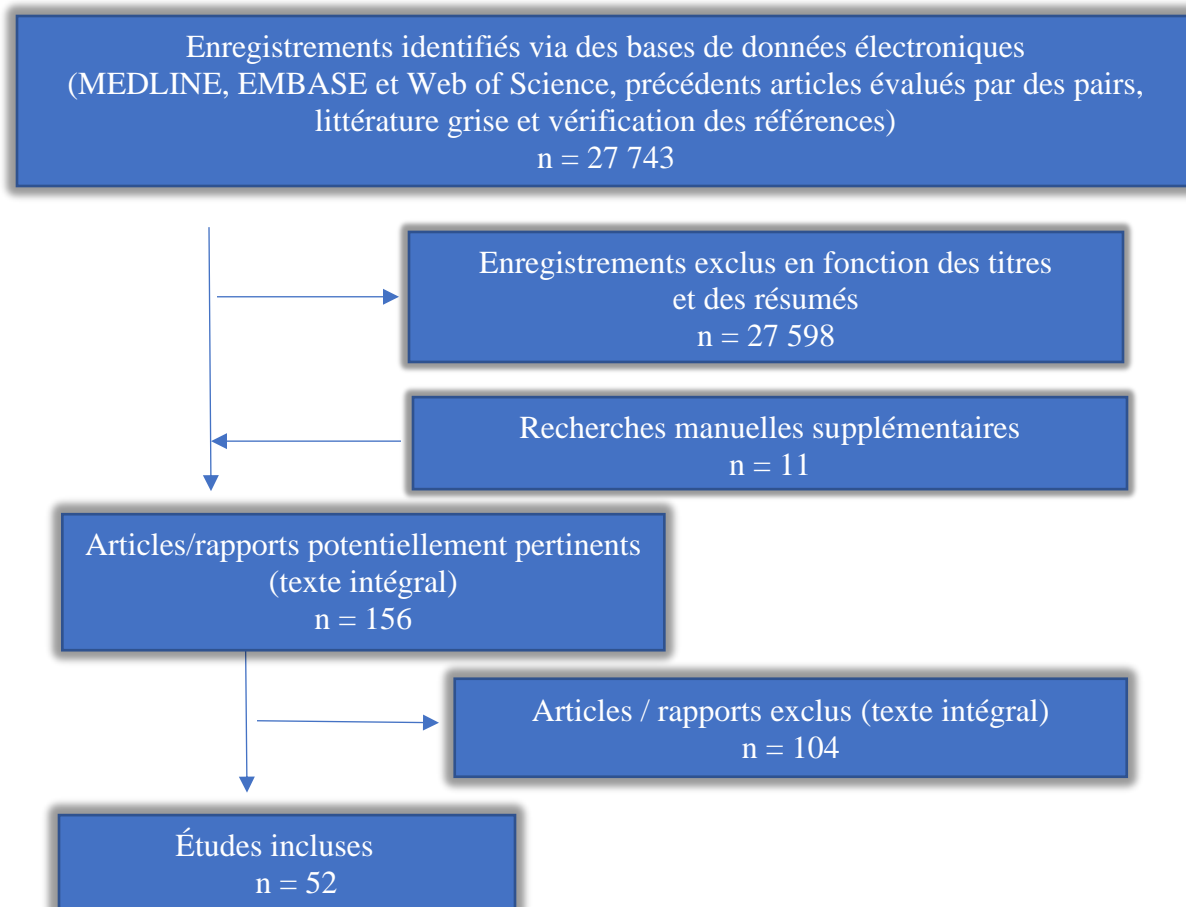 Enregistrements identifiés via des bases de données électroniques
(MEDLINE, EMBASE et Web of Science, précédents articles évalués par des pairs,
littérature grise et vérification des références)
n = 27 743
Enregistrements exclus en fonction des titres
et des résumés
n = 27 598
Recherches manuelles supplémentaires
n = 11
Articles/rapports potentiellement pertinents
(texte intégral)
n = 156
Articles / rapports exclus (texte intégral)
n = 104
Études incluses
n = 52